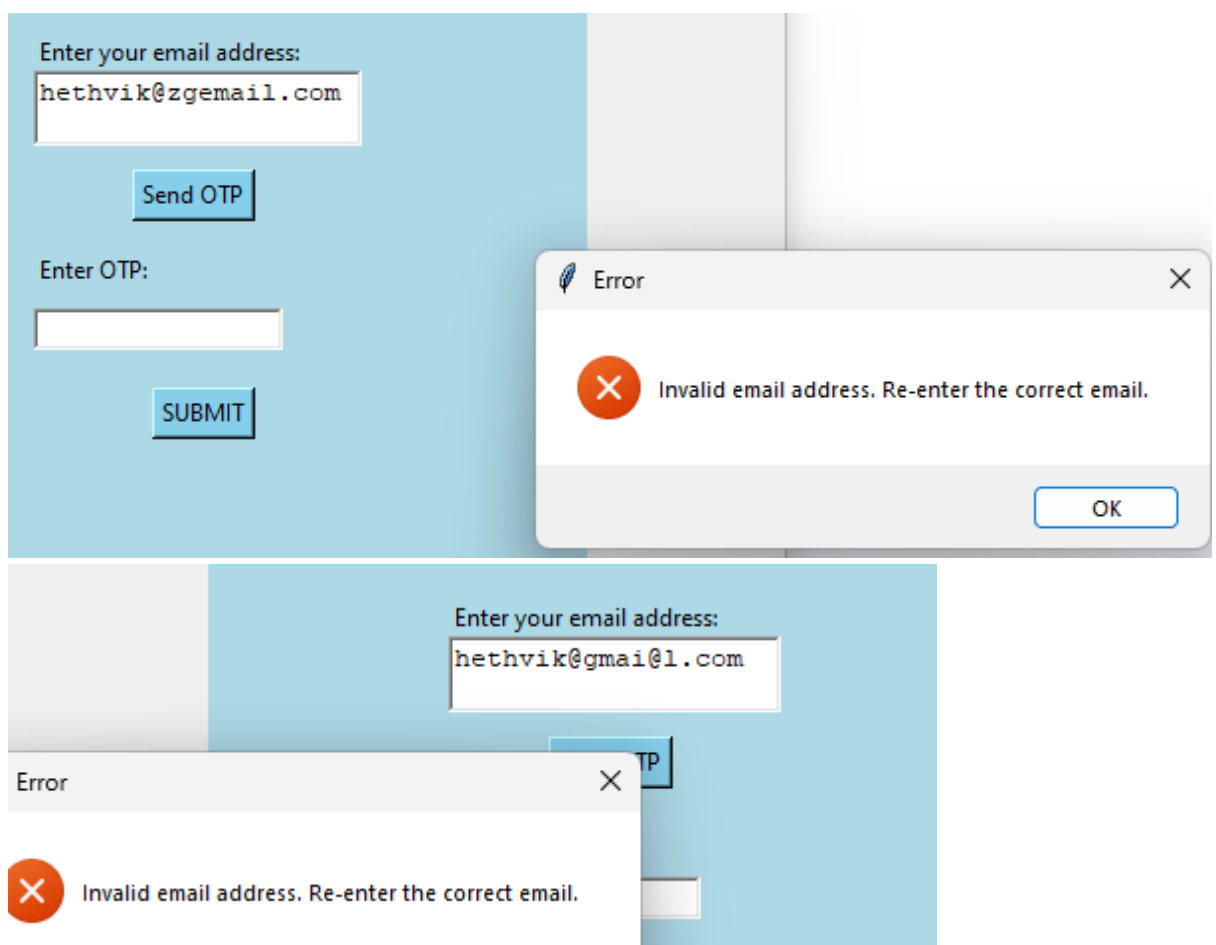 Enter your email address:
hethvik@zgemail.com
Send OTP
Enter OTP:
Error
Invalid email address. Re-enter the correct email.
SUBMIT
OK
Enter your email address:
hethvik@gmai@l.com
TP
Error
Invalid email address. Re-enter the correct email.